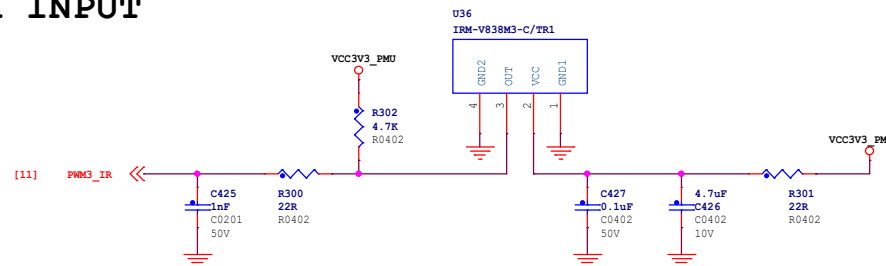 INPUT
U36
IRM-V838M3-C/TR1
GND2
OUT
VCC
GND1
4
3
2
1
VCC3V3_PMU
R302
4.7K
R0402
VCC3V3_PM
[11] PWM3_IR
C425
1nF
C0201
50V
R300
22R
R0402
C427
0.1uF
C0402
50V
4.7uF
C426
C0402
10V
R301
22R
R0402